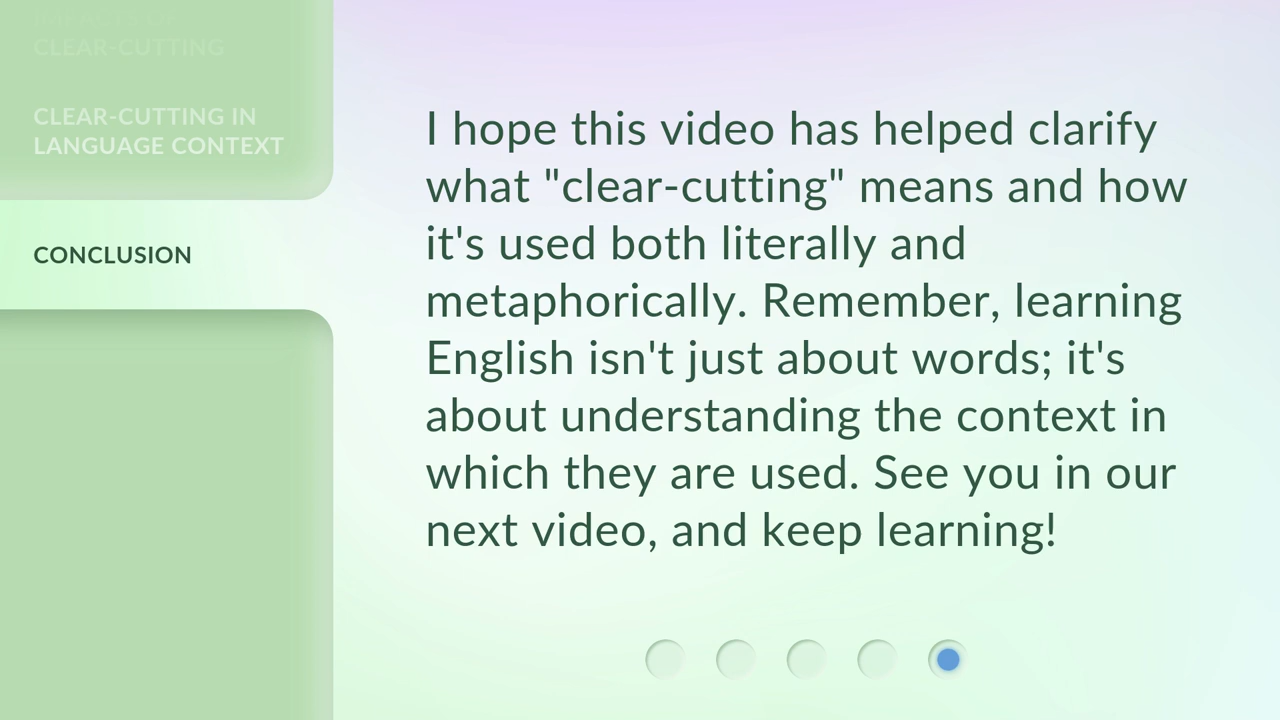 IMPACTS OF
CLEAR-CUTTING
CLEAR-CUTTING IN
LANGUAGE CONTEXT
CONCLUSION
I hope this video has helped clarify
what "clear-cutting" means and how
it's used both literally and
metaphorically. Remember, learning
English isn't just about words; it's
about understanding the context in
which they are used. See you in our
next video, and keep learning!